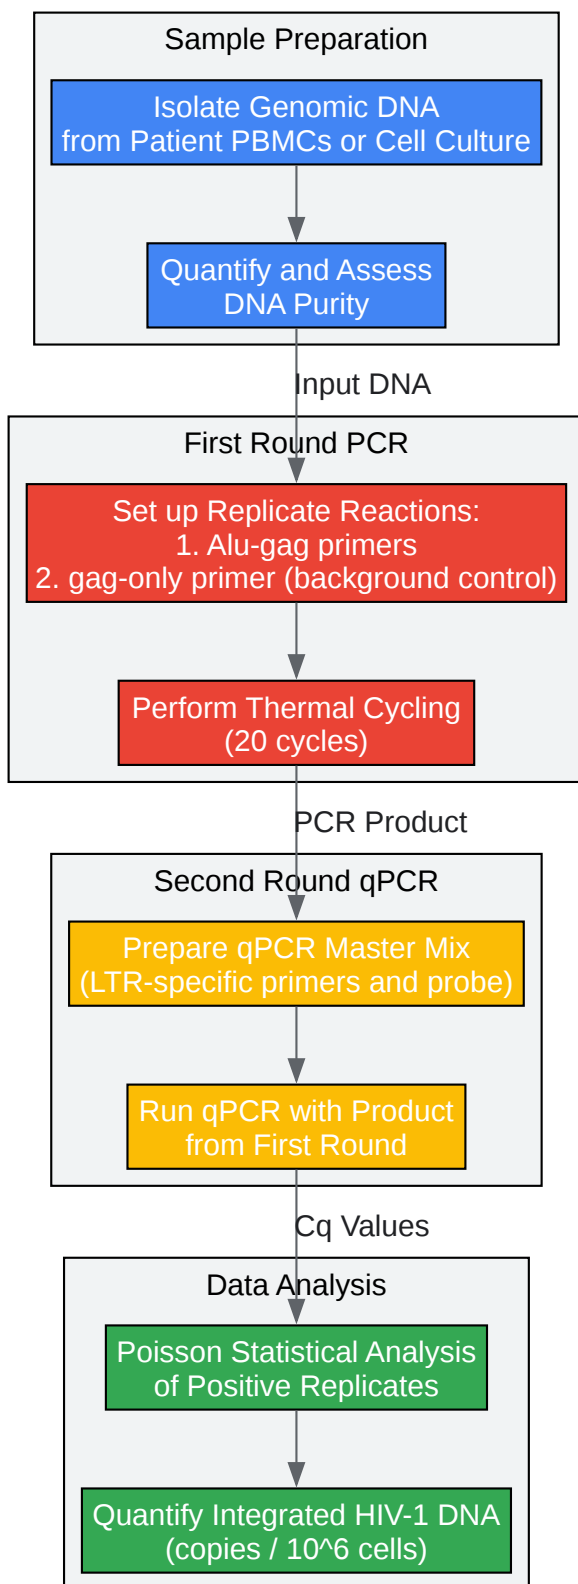 Sample Preparation
Isolate Genomic DNA
from Patient PBMCs or Cell Culture
Quantify and Assess
DNA Purity
Input DNA
First Round PCR
Set up Replicate Reactions:
1. Alu-gag primers
2. gag-only primer (background control)
Perform Thermal Cycling
(20 cycles)
PCR Product
Second Round qPCR
Prepare qPCR Master Mix
(LTR-specific primers and probe)
Run qPCR with Product
from First Round
Cq Values
Data Analysis
Poisson Statistical Analysis
of Positive Replicates
Quantify Integrated HIV-1 DNA
(copies / 10^6 cells)